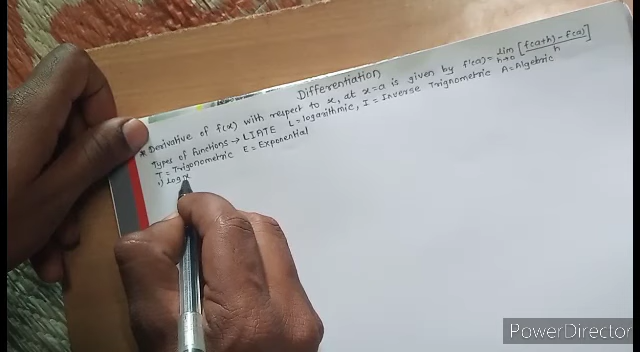 Differentiation
* Derivative of f(x) with respect to x, at x=a is given by f'(a) = lim h→0 [f(a+h) - f(a) / h]
Types of functions → LIATE L = logarithmic, I = Inverse Trignometric A = Algebric
T = Trigonometric E = Exponential
1) log x
PowerDirector